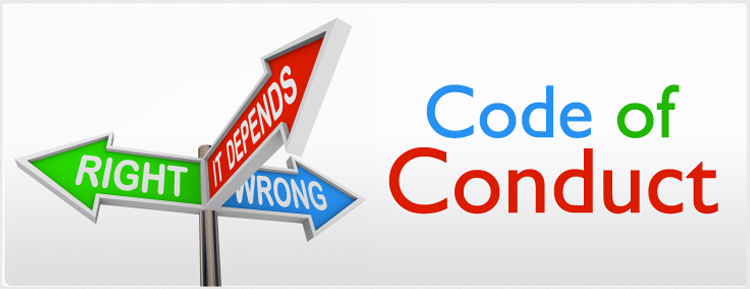 IT DEPENDS
RIGHT
WRONG
Code of
Conduct